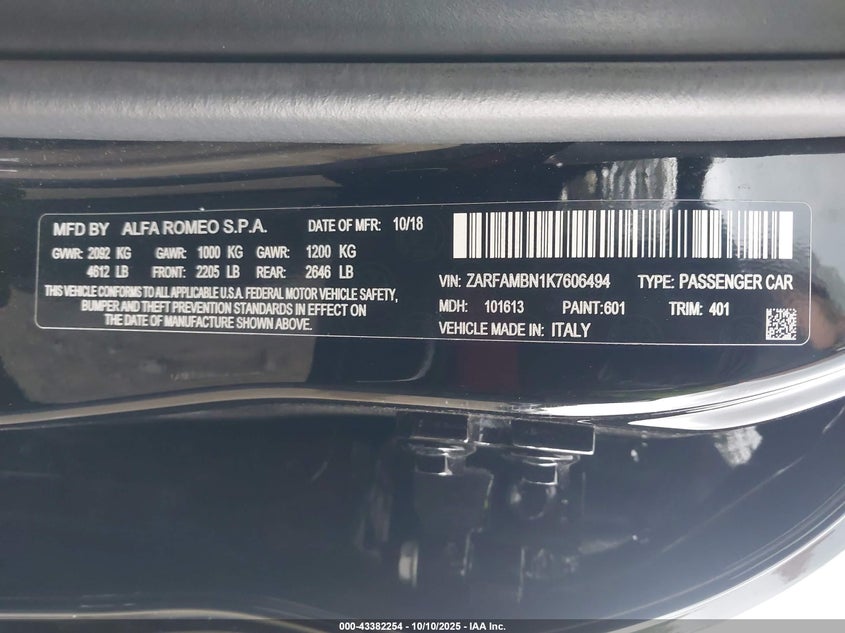 MFD BY ALFA ROMEO S.P.A. DATE OF MFR: 10/18
GVWR: 2092 KG GAWR: 1000 KG GAWR: 1200 KG
4612 LB FRONT: 2205 LB REAR: 2646 LB
THIS VEHICLE CONFORMS TO ALL APPLICABLE U.S.A. FEDERAL MOTOR VEHICLE SAFETY,
BUMPER AND THEFT PREVENTION STANDARDS IN EFFECT ON
THE DATE OF MANUFACTURE SHOWN ABOVE.
VIN: ZARFAMBN1K7606494 TYPE: PASSENGER CAR
MDH: 101613 PAINT:601 TRIM: 401
VEHICLE MADE IN: ITALY
000-43382254 - 10/10/2025 - IAA Inc.